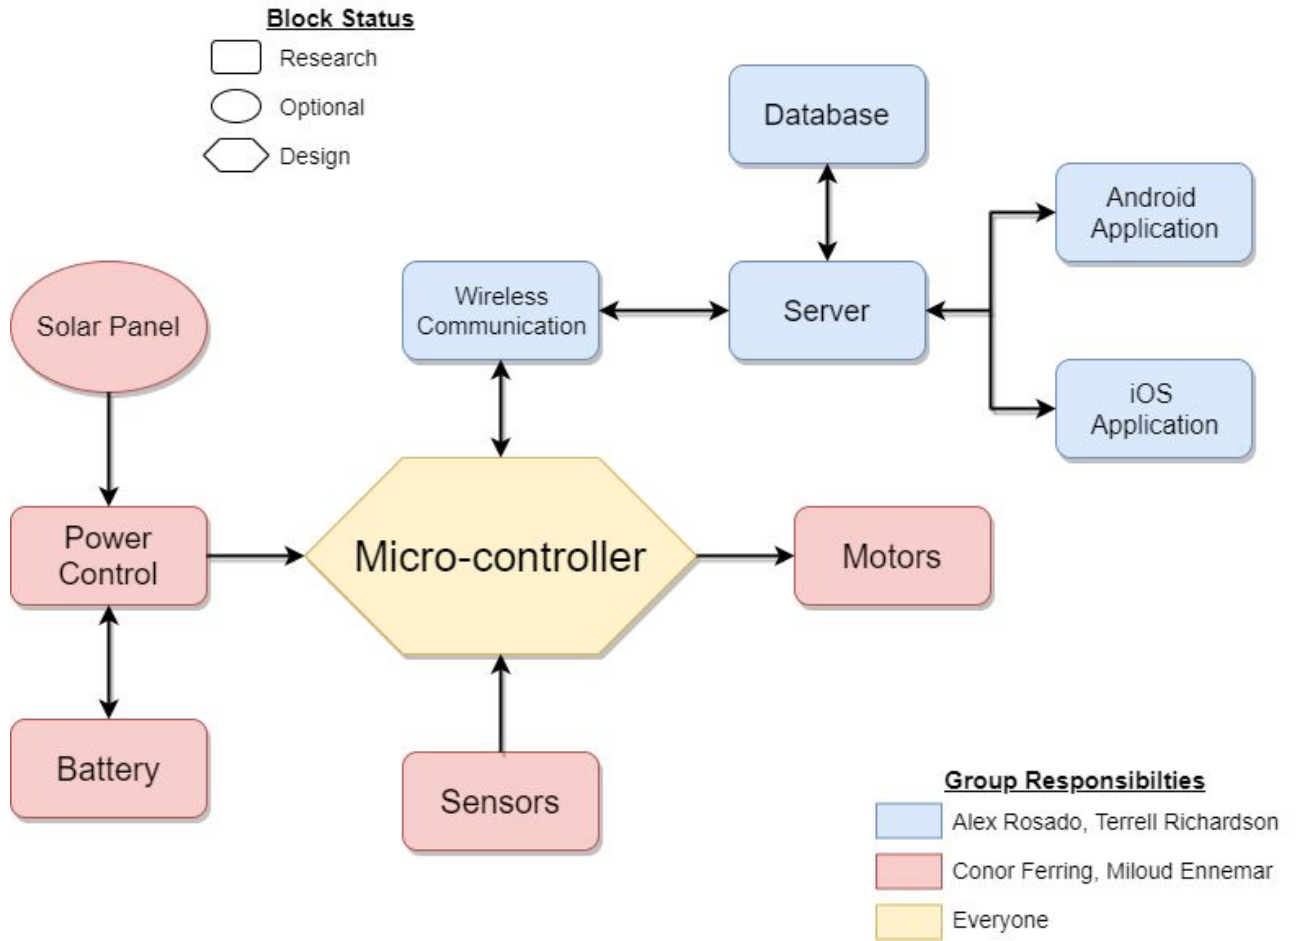 Block Status
Research
Optional
Design
Database
Android
Application
Wireless
Communication
Server
Solar Panel
iOS
Application
Power
Control
Micro-controller
Motors
Battery
Sensors
Group Responsibilties
Alex Rosado, Terrell Richardson
Conor Ferring, Miloud Ennemar
Everyone